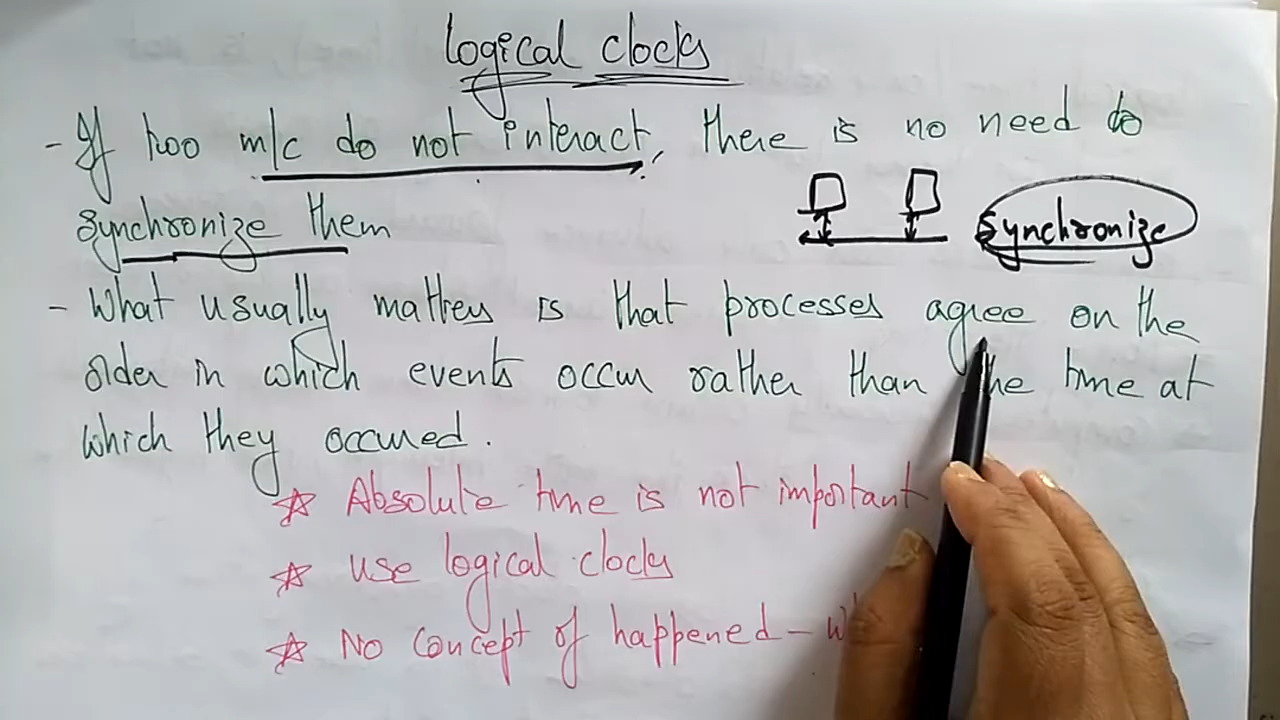 logical clocks
- If two m/c do not interact, there is no need to
synchronize them
Synchronize
- What usually matters is that processes agree on the
order in which events occur rather than the time at
which they occured.
☆ Absolute time is not important
☆ use logical clocks
☆ No concept of happened -